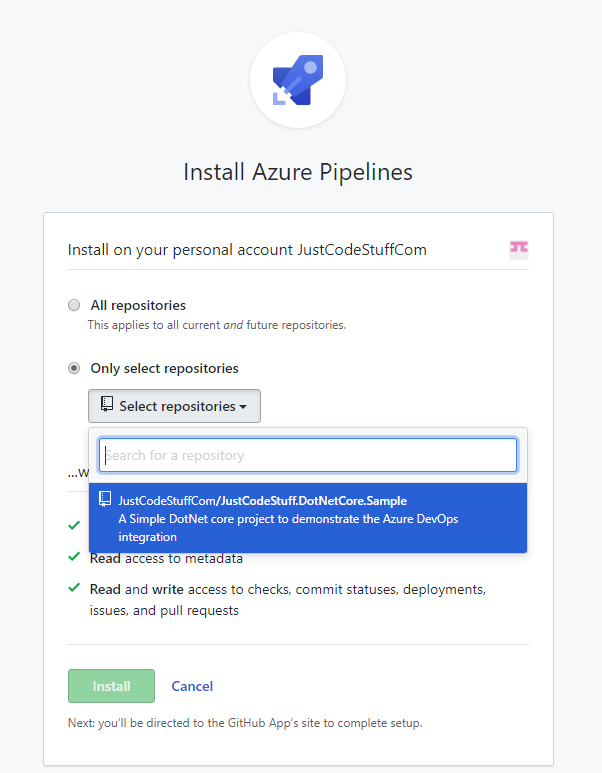 Install Azure Pipelines
Install on your personal account JustCodeStuffCom
All repositories
This applies to all current and future repositories.
Only select repositories
Select repositories
Search for a repository
...w
JustCodeStuffCom/JustCodeStuff.DotNetCore.Sample
A Simple DotNet core project to demonstrate the Azure DevOps
integration
Read access to metadata
Read and write access to checks, commit statuses, deployments,
issues, and pull requests
Install Cancel
Next: you'll be directed to the GitHub App's site to complete setup.